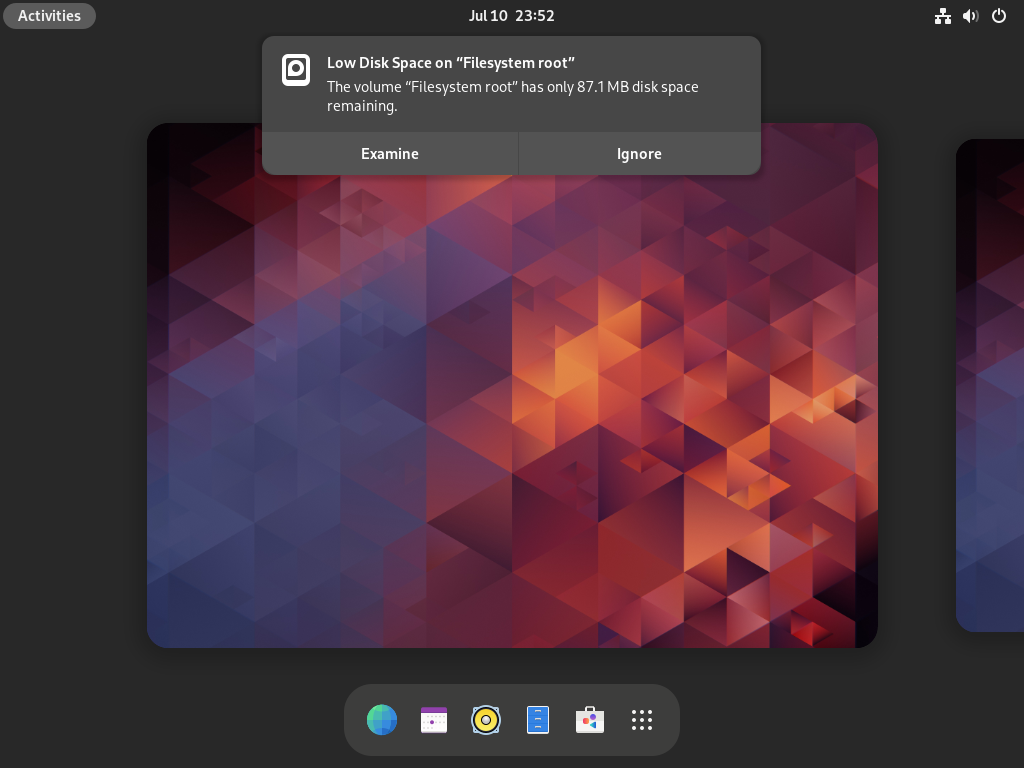 Activities
Jul 10 23:52
Low Disk Space on “Filesystem root”
The volume “Filesystem root” has only 87.1 MB disk space
remaining.
Examine
Ignore